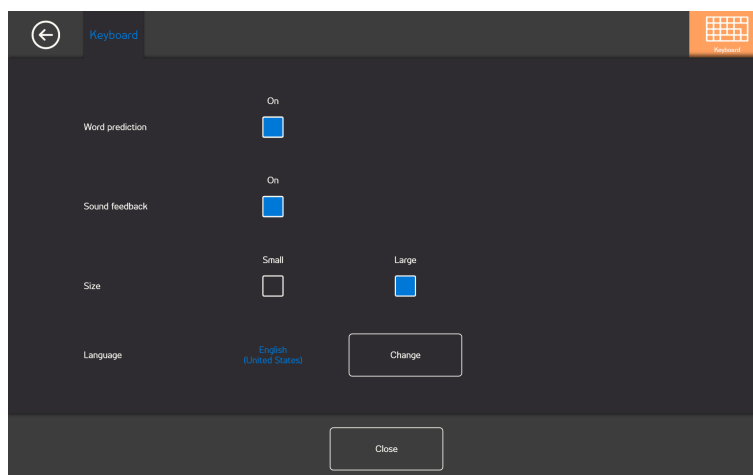 Keyboard
Keyboard
On
Word prediction
On
Sound feedback
Small Large
Size
English
(United States)
Language Change
Close